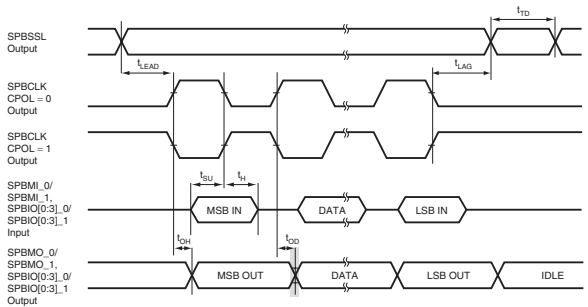 SPBSSL
Output
tTD
tLEAD
tLAG
SPBCLK
CPOL = 0
Output
SPBCLK
CPOL = 1
Output
tSU
tH
SPBMI_0/
SPBMI_1,
SPBIO[0:3]_0/
SPBIO[0:3]_1
Input
MSB IN
DATA
LSB IN
tOH
tOD
SPBMO_0/
SPBMO_1,
SPBIO[0:3]_0/
SPBIO[0:3]_1
Output
MSB OUT
DATA
LSB OUT
IDLE